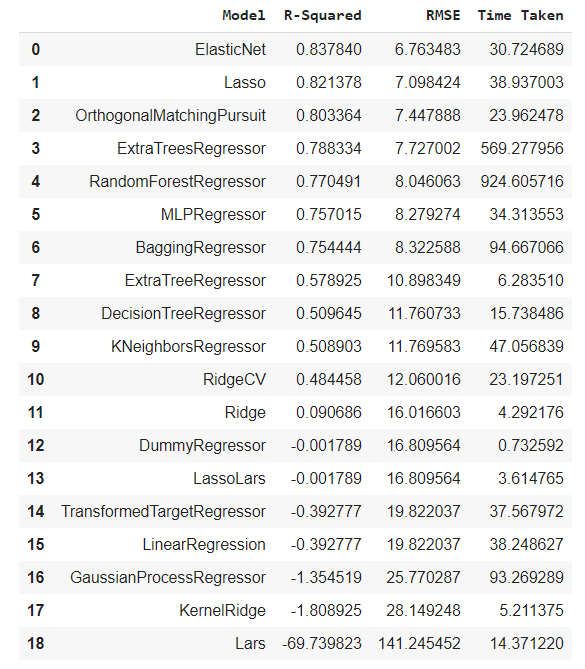 Model R-Squared RMSE Time Taken
0 ElasticNet 0.837840 6.763483 30.724689
1 Lasso 0.821378 7.098424 38.937003
2 OrthogonalMatchingPursuit 0.803364 7.447888 23.962478
3 ExtraTreesRegressor 0.788334 7.727002 569.277956
4 RandomForestRegressor 0.770491 8.046063 924.605716
5 MLPRegressor 0.757015 8.279274 34.313553
6 BaggingRegressor 0.754444 8.322588 94.667066
7 ExtraTreeRegressor 0.578925 10.898349 6.283510
8 DecisionTreeRegressor 0.509645 11.760733 15.738486
9 KNeighborsRegressor 0.508903 11.769583 47.056839
10 RidgeCV 0.484458 12.060016 23.197251
11 Ridge 0.090686 16.016603 4.292176
12 DummyRegressor -0.001789 16.809564 0.732592
13 LassoLars -0.001789 16.809564 3.614765
14 TransformedTargetRegressor -0.392777 19.822037 37.567972
15 LinearRegression -0.392777 19.822037 38.248627
16 GaussianProcessRegressor -1.354519 25.770287 93.269289
17 KernelRidge -1.808925 28.149248 5.211375
18 Lars -69.739823 141.245452 14.371220